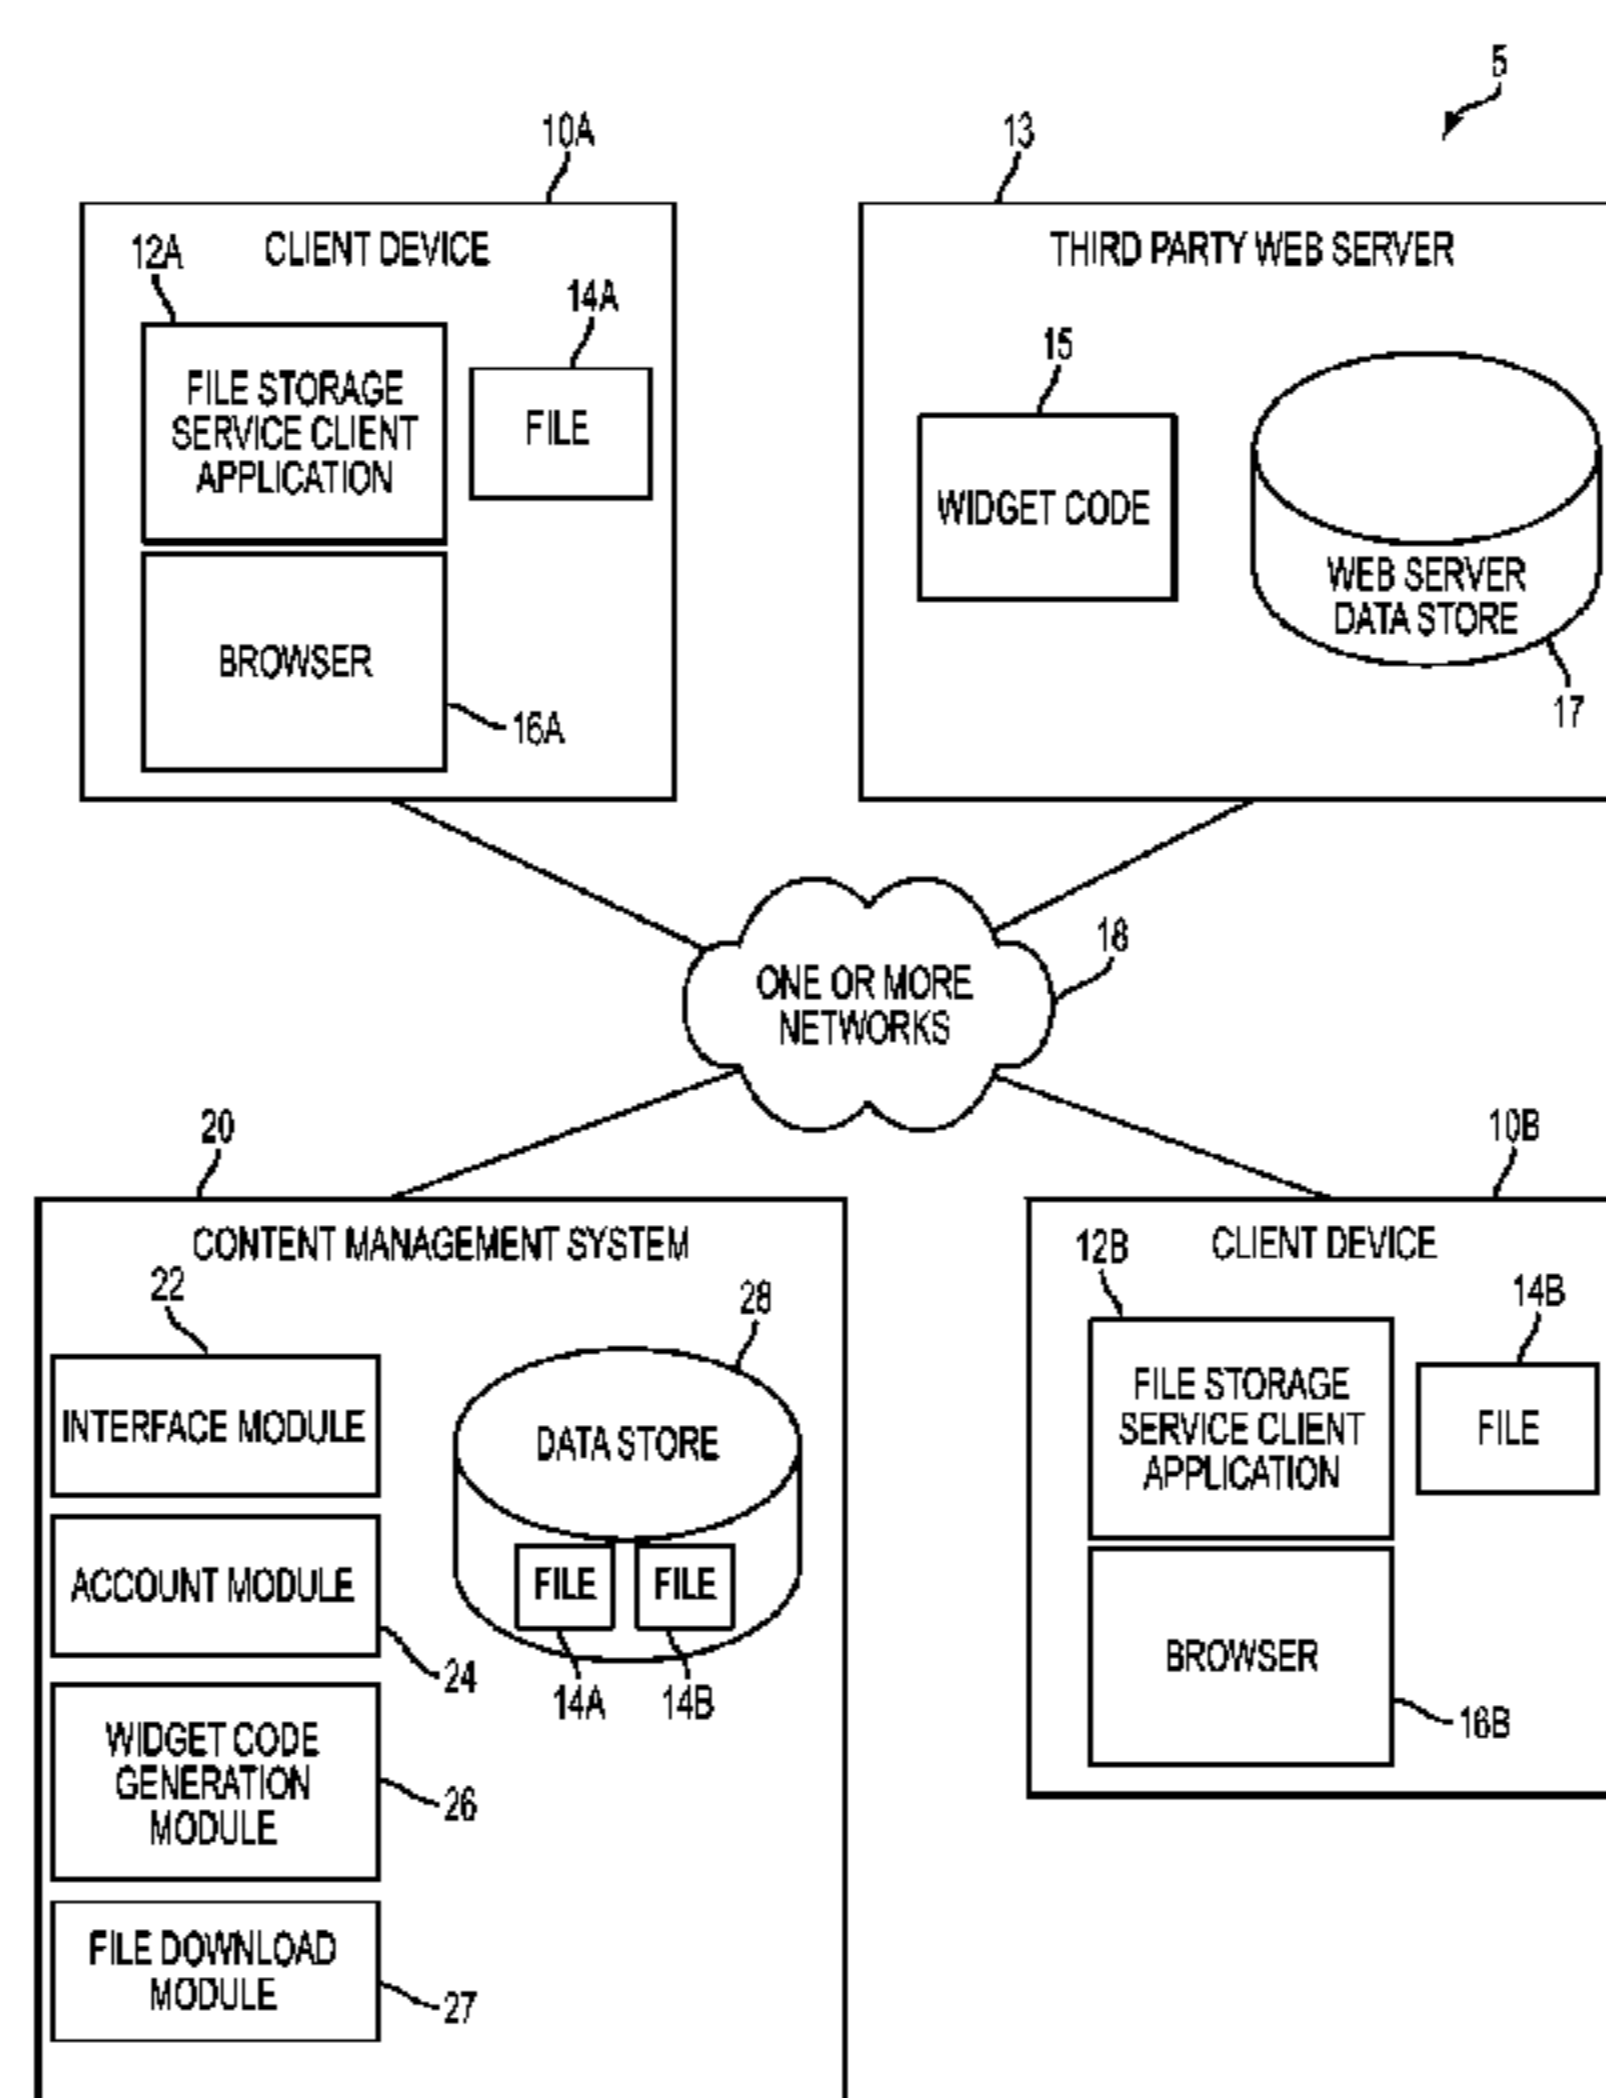 5
10A
CLIENT DEVICE
12A
FILE STORAGE
SERVICE CLIENT
APPLICATION
14A
FILE
BROWSER
16A
13
THIRD PARTY WEB SERVER
15
WIDGET CODE
WEB SERVER
DATA STORE
17
ONE OR MORE
NETWORKS
18
20
CONTENT MANAGEMENT SYSTEM
22
INTERFACE MODULE
ACCOUNT MODULE
24
WIDGET CODE
GENERATION
MODULE
26
FILE DOWNLOAD
MODULE
27
28
DATA STORE
FILE
FILE
14A
14B
10B
CLIENT DEVICE
12B
FILE STORAGE
SERVICE CLIENT
APPLICATION
14B
FILE
BROWSER
16B